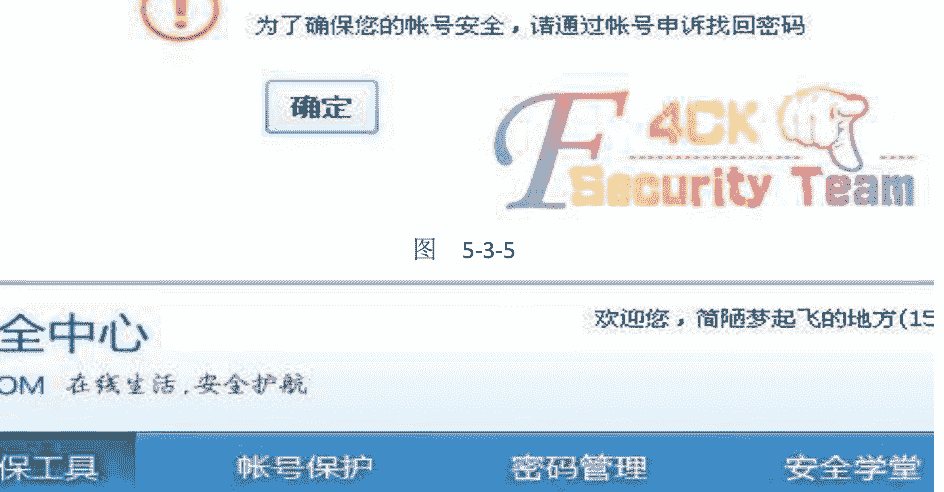 为了确保您的帐号安全，请通过帐号申诉找回密码
确定
F4CK
Security Team
图 5-3-5
全中心
欢迎您，简陋梦起飞的地方(15
OM 在线生活,安全护航
保工具 帐号保护 密码管理 安全学堂